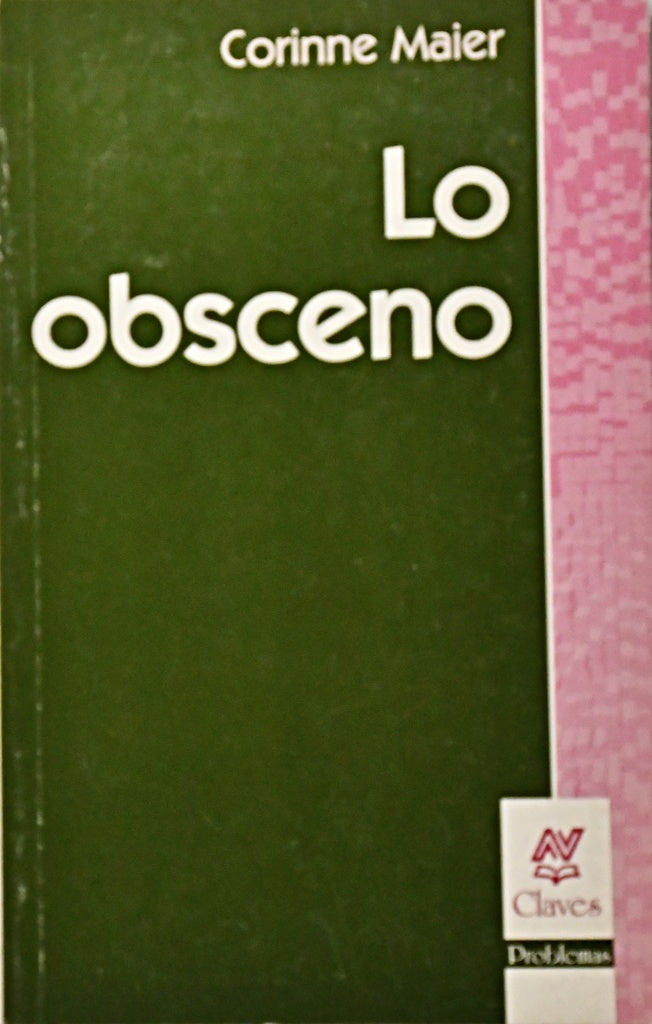 Corinne Maier
Lo
obsceno
Claves
Problemas